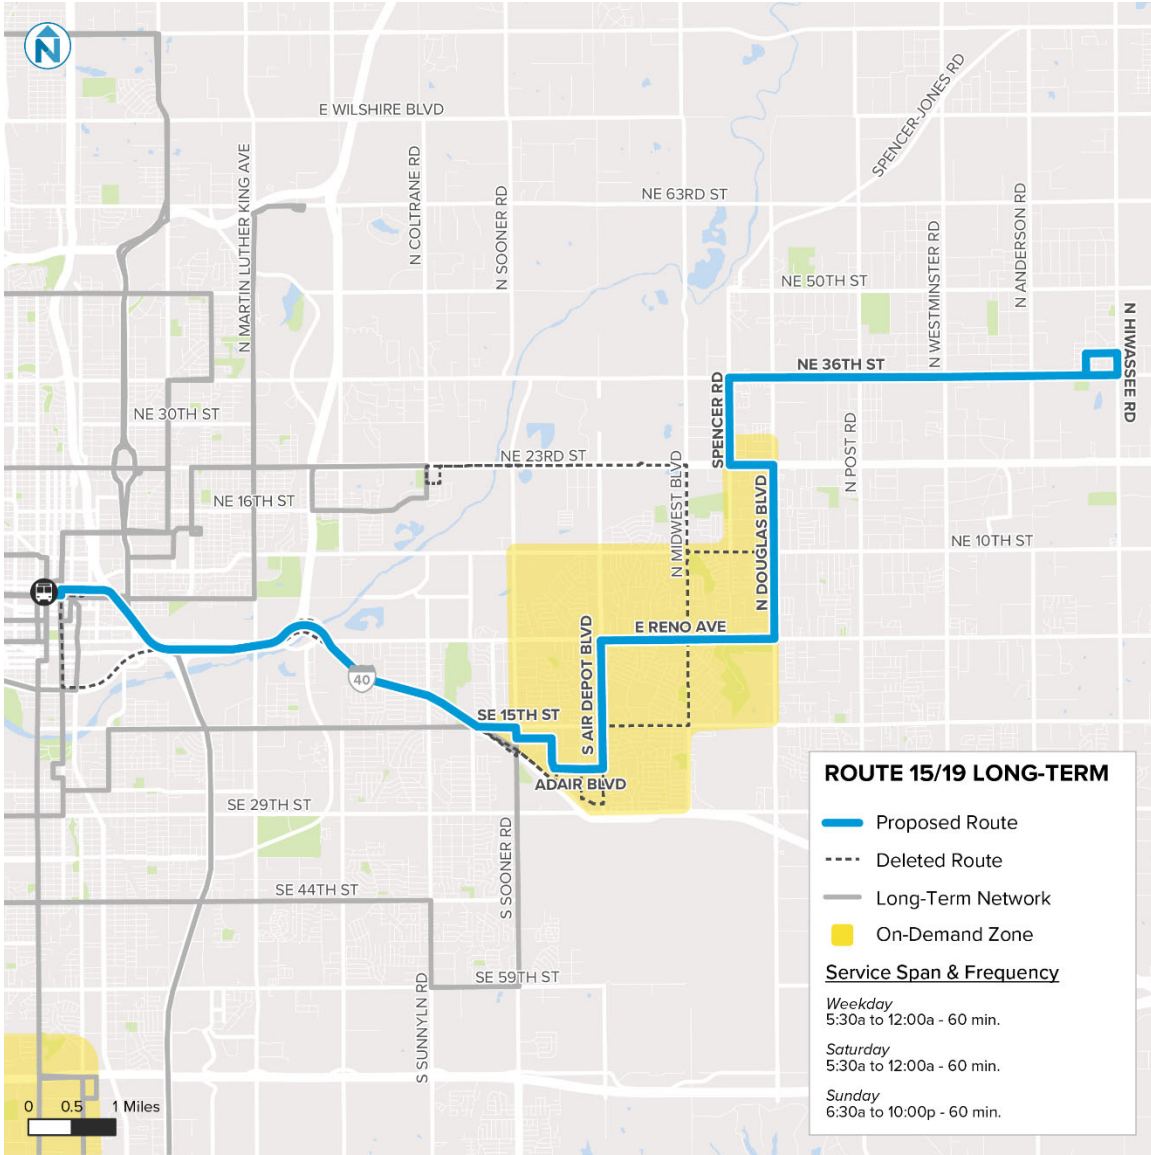 N
E WILSHIRE BLVD
SPENCER-JONES RD
N MARTIN LUTHER KING AVE
N COLTRANE RD
N SOONER RD
NE 63RD ST
N ANDERSON RD
N WESTMINSTER RD
NE 50TH ST
N HIWASSEE RD
NE 36TH ST
SPENCER RD
NE 30TH ST
N POST RD
NE 23RD ST
N MIDWEST BLVD
NE 16TH ST
N DOUGLAS BLVD
NE 10TH ST
E RENO AVE
S AIR DEPOT BLVD
40
SE 15TH ST
ADAIR BLVD
SE 29TH ST
S SOONER RD
SE 44TH ST
SE 59TH ST
S SUNNYLN RD
0 0.5 1 Miles
ROUTE 15/19 LONG-TERM
Proposed Route
Deleted Route
Long-Term Network
On-Demand Zone
Service Span & Frequency
Weekday
5:30a to 12:00a - 60 min.
Saturday
5:30a to 12:00a - 60 min.
Sunday
6:30a to 10:00p - 60 min.